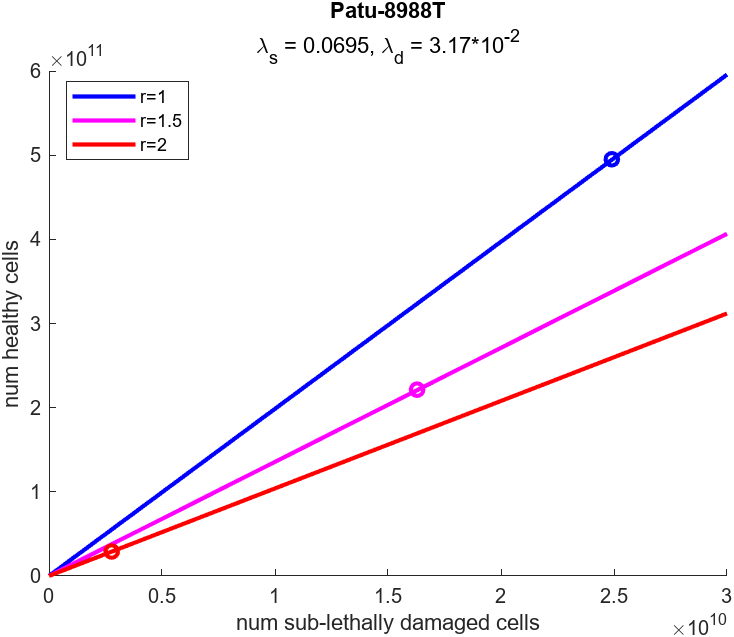 Patu-8988T
λs = 0.0695, λd = 3.17*10-2
×10^11
6
5
4
3
2
1
0
r=1
r=1.5
r=2
num healthy cells
0 0.5 1 1.5 2 2.5 3
num sub-lethally damaged cells
×10^10